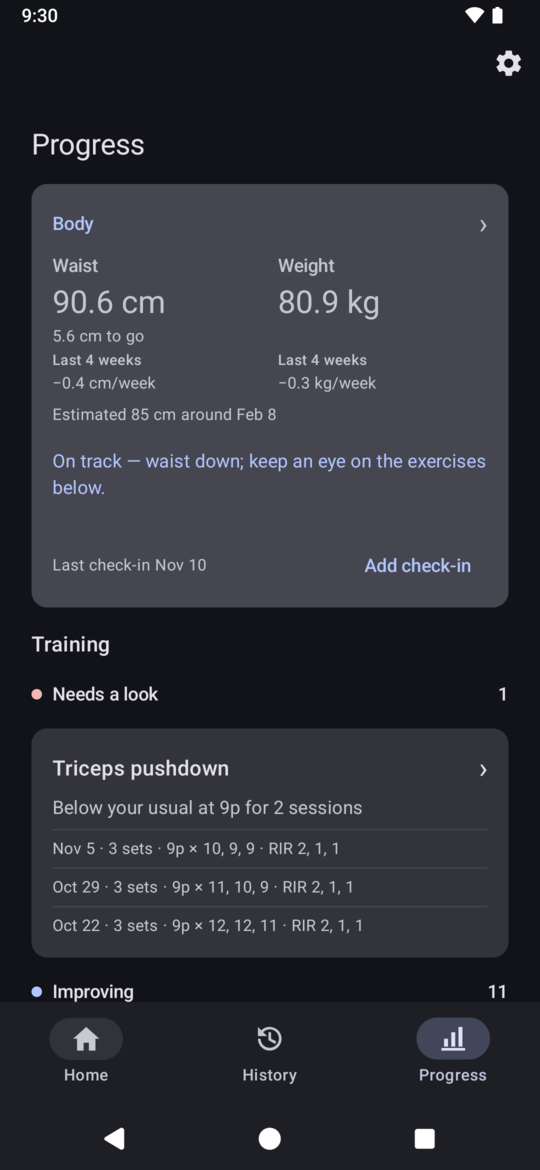 9:30
Progress
Body ›
Waist Weight
90.6 cm 80.9 kg
5.6 cm to go
Last 4 weeks Last 4 weeks
−0.4 cm/week −0.3 kg/week
Estimated 85 cm around Feb 8
On track — waist down; keep an eye on the exercises
below.
Last check-in Nov 10 Add check-in
Training
Needs a look 1
Triceps pushdown ›
Below your usual at 9p for 2 sessions
Nov 5 · 3 sets · 9p × 10, 9, 9 · RIR 2, 1, 1
Oct 29 · 3 sets · 9p × 11, 10, 9 · RIR 2, 1, 1
Oct 22 · 3 sets · 9p × 12, 12, 11 · RIR 2, 1, 1
Improving 11
Home History Progress